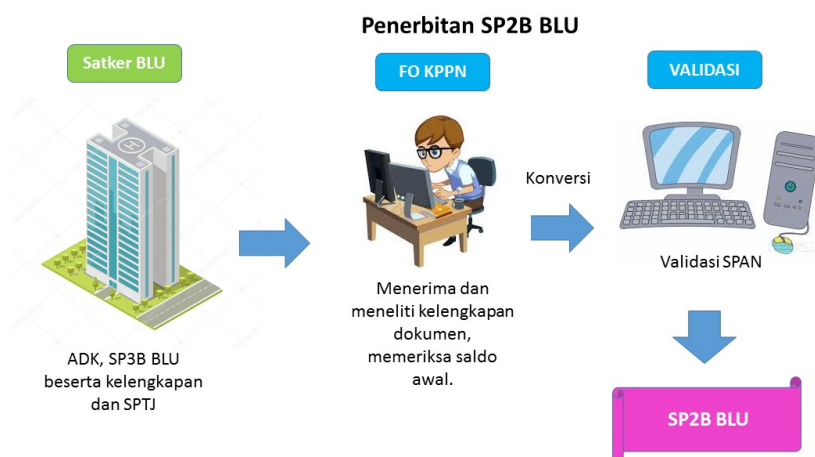 Penerbitan SP2B BLU
Satker BLU
FO KPPN
VALIDASI
Konversi
Validasi SPAN
Menerima dan
meneliti kelengkapan
dokumen,
memeriksa saldo
awal.
ADK, SP3B BLU
beserta kelengkapan
dan SPTJ
SP2B BLU